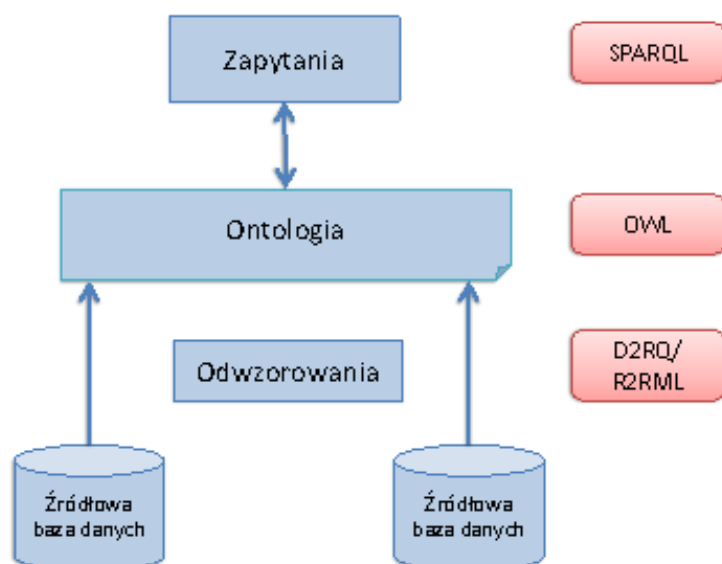 Zapytania
SPARQL
Ontologia
OWL
Odwzorowania
D2RQ/
R2RML
Źródłowa
baza danych
Źródłowa
baza danych